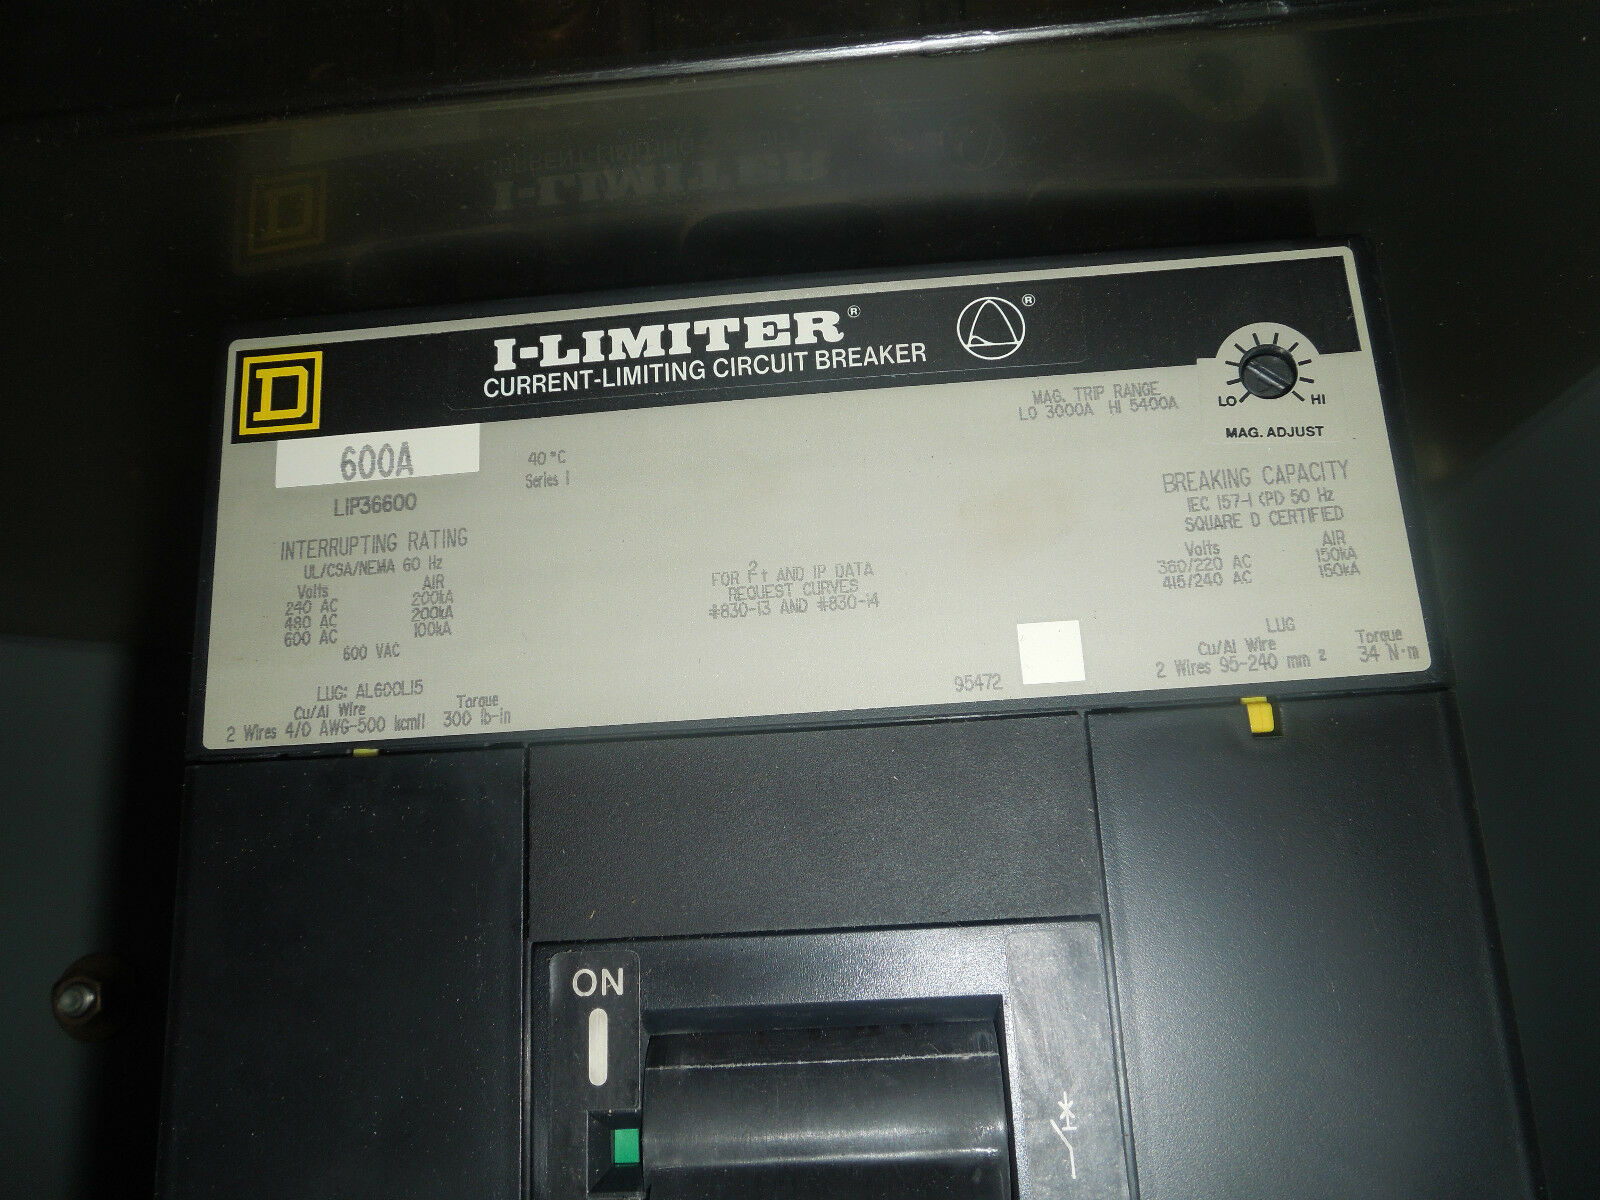 I-LIMITER®
CURRENT-LIMITING CIRCUIT BREAKER
®
D
MAG. TRIP RANGE
LO 3000A HI 5400A
LO HI
MAG. ADJUST
600A
40°C
Series 1
LIP36600
INTERRUPTING RATING
UL/CSA/NEMA 60 Hz
Volts AIR
240 AC 200kA
480 AC 200kA
600 AC 100kA
600 VAC
LUG: AL600LI5
Cu/Al Wire Torque
2 Wires 4/0 AWG-500 kcmil 300 lb-in
FOR I²t AND IP DATA
REQUEST CURVES
#830-13 AND #830-14
95472
BREAKING CAPACITY
IEC 157-1 (P1) 50 Hz
SQUARE D CERTIFIED
Volts AIR
380/220 AC 150kA
415/240 AC 150kA
LUG
Cu/Al Wire Torque
2 Wires 95-240 mm² 34 N·m
ON